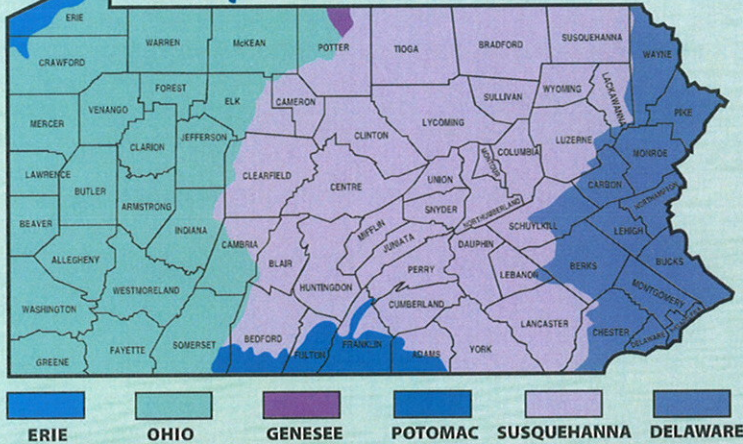 ERIE
CRAWFORD
WARREN
McKEAN
POTTER
TIOGA
BRADFORD
SUSQUEHANNA
WAYNE
FOREST
ELK
CAMERON
SULLIVAN
WYOMING
LACKAWANNA
PIKE
MERCER
VENANGO
CLARION
JEFFERSON
CLINTON
LYCOMING
COLUMBIA
LUZERNE
MONROE
LAWRENCE
BUTLER
ARMSTRONG
CLEARFIELD
CENTRE
UNION
MONTOUR
CARBON
NORTHAMPTON
BEAVER
INDIANA
CAMBRIA
SNYDER
NORTHUMBERLAND
SCHUYLKILL
LEHIGH
ALLEGHENY
BLAIR
MIFFLIN
JUNIATA
DAUPHIN
BERKS
BUCKS
WESTMORELAND
HUNTINGDON
PERRY
LEBANON
MONTGOMERY
WASHINGTON
CUMBERLAND
LANCASTER
CHESTER
DELAWARE
GREENE
FAYETTE
SOMERSET
BEDFORD
FULTON
FRANKLIN
ADAMS
YORK
ERIE OHIO GENESEE POTOMAC SUSQUEHANNA DELAWARE